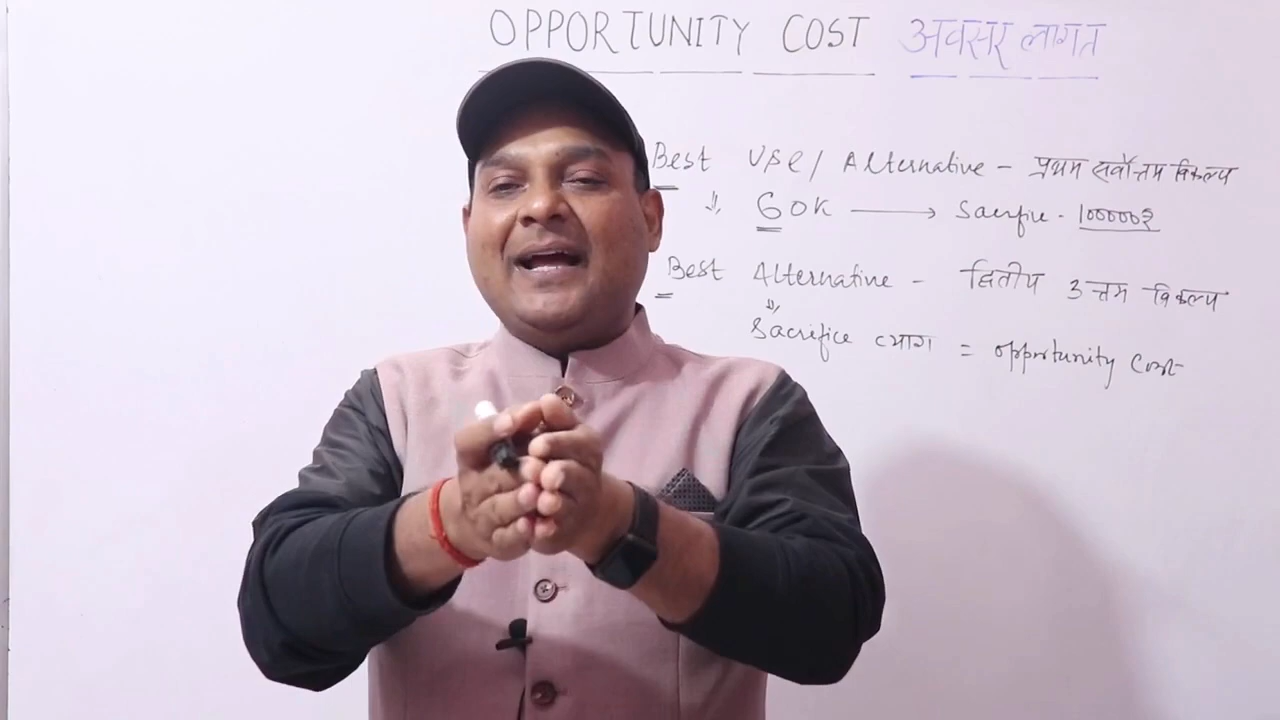 OPPORTUNITY COST अवसर लागत
Best Use / Alternative - प्रथम सर्वोत्तम विकल्प
60K → Sacrifire - 100000₹
Best Alternative - द्वितीय उत्तम विकल्प
Sacrifice त्याग = opportunity Cost